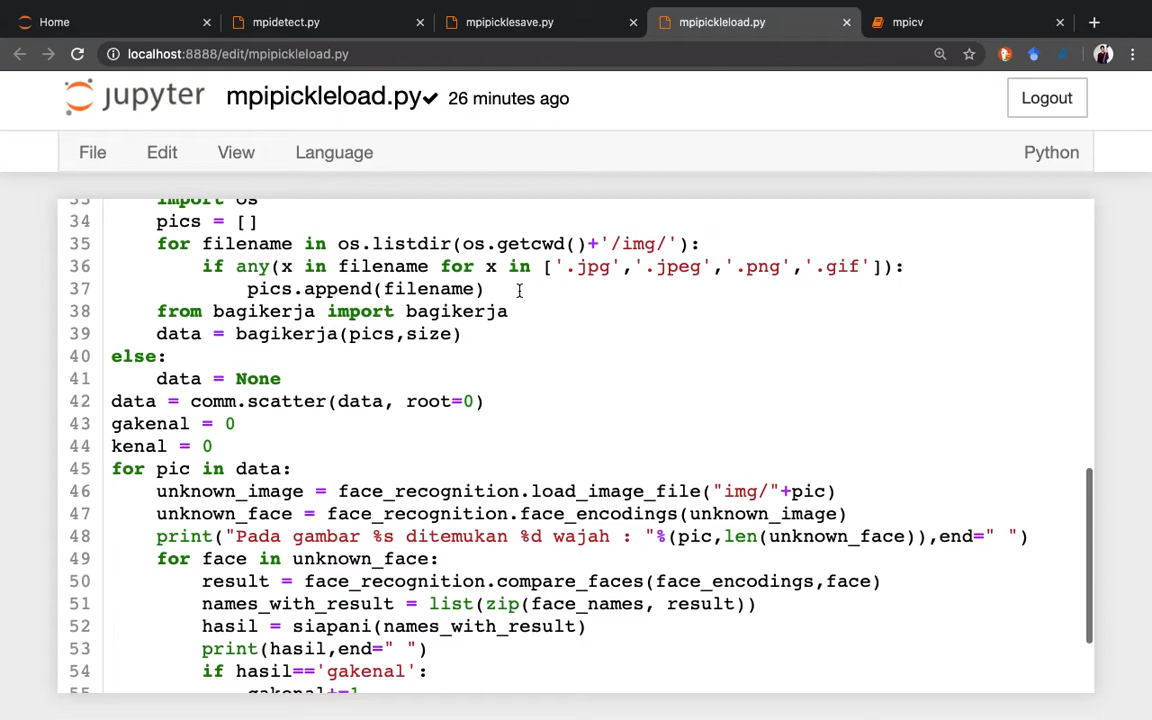 Home
mpidetect.py
mpipicklesave.py
mpipickleload.py
mpicv
localhost:8888/edit/mpipickleload.py
jupyter mpipickleload.py✔ 26 minutes ago
Logout
File Edit View Language Python
33     import os
34     pics = []
35     for filename in os.listdir(os.getcwd()+'/img/'):
36         if any(x in filename for x in ['.jpg','.jpeg','.png','.gif']):
37             pics.append(filename)
38     from bagikerja import bagikerja
39     data = bagikerja(pics,size)
40 else:
41     data = None
42 data = comm.scatter(data, root=0)
43 gakenal = 0
44 kenal = 0
45 for pic in data:
46     unknown_image = face_recognition.load_image_file("img/"+pic)
47     unknown_face = face_recognition.face_encodings(unknown_image)
48     print("Pada gambar %s ditemukan %d wajah : "%(pic,len(unknown_face)),end=" ")
49     for face in unknown_face:
50         result = face_recognition.compare_faces(face_encodings,face)
51         names_with_result = list(zip(face_names, result))
52         hasil = siapani(names_with_result)
53         print(hasil,end=" ")
54         if hasil=='gakenal':
55             gakenal+=1